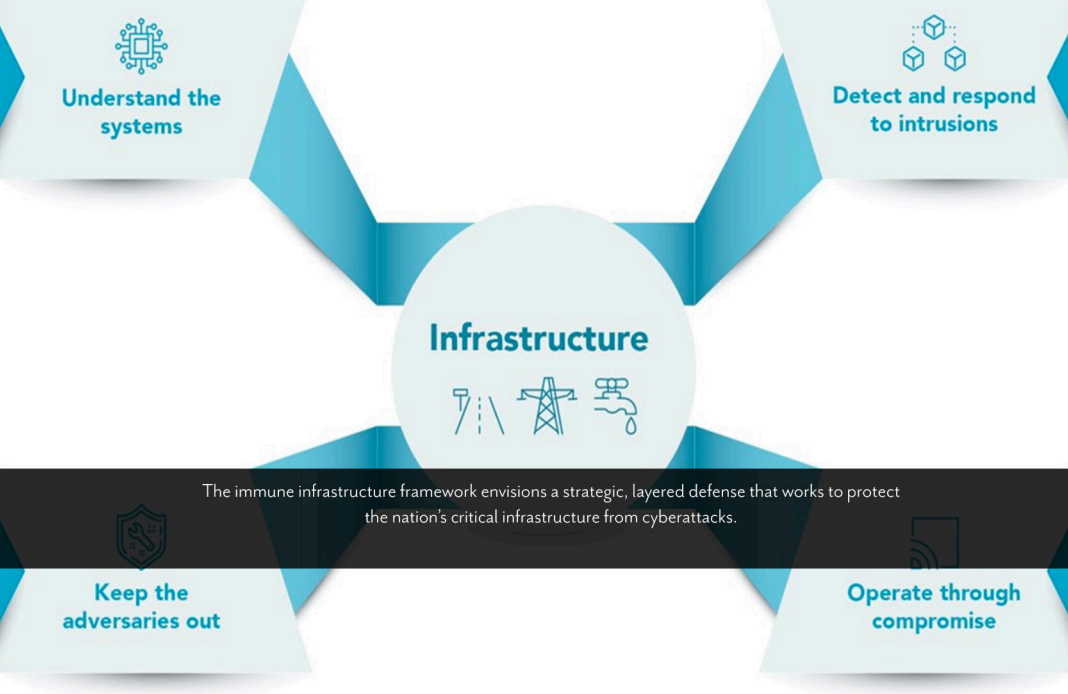 Understand the
systems
Detect and respond
to intrusions
Infrastructure
The immune infrastructure framework envisions a strategic, layered defense that works to protect
the nation's critical infrastructure from cyberattacks.
Keep the
adversaries out
Operate through
compromise